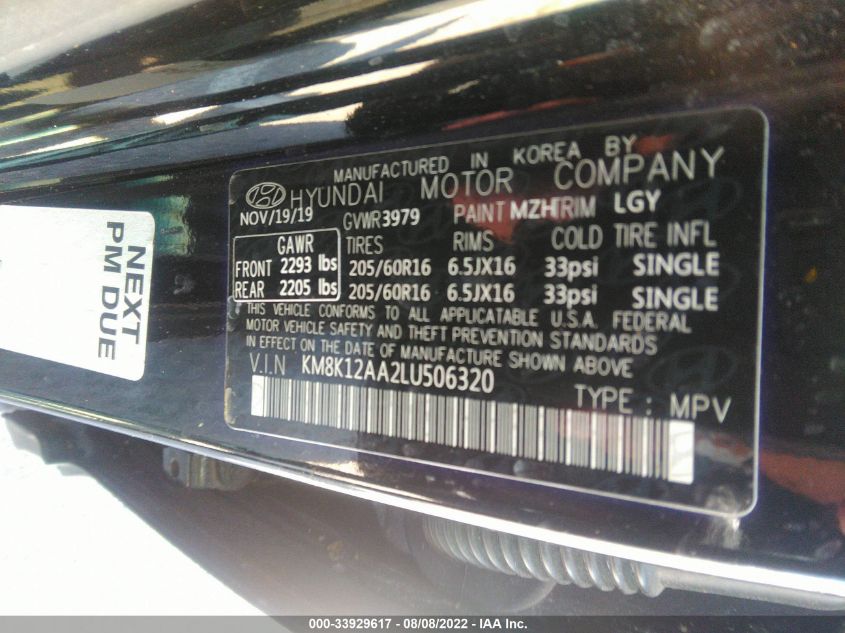 MANUFACTURED IN KOREA BY
HYUNDAI MOTOR COMPANY
NOV/19/19 GVWR3979 PAINT MZH TRIM LGY
GAWR TIRES RIMS COLD TIRE INFL
FRONT 2293 lbs 205/60R16 6.5JX16 33psi SINGLE
REAR 2205 lbs 205/60R16 6.5JX16 33psi SINGLE
THIS VEHICLE CONFORMS TO ALL APPLICATABLE U.S.A. FEDERAL
MOTOR VEHICLE SAFETY AND THEFT PREVENTION STANDARDS
IN EFFECT ON THE DATE OF MANUFACTURE SHOWN ABOVE
V.I.N KM8K12AA2LU506320
TYPE : MPV
NEXT
PM DUE
000-33929617 - 08/08/2022 - IAA Inc.